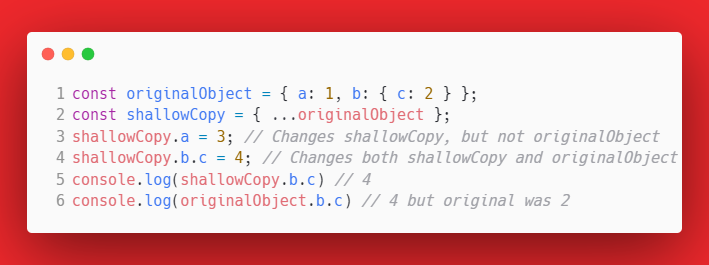 1 const originalObject = { a: 1, b: { c: 2 } };
2 const shallowCopy = { ...originalObject };
3 shallowCopy.a = 3; // Changes shallowCopy, but not originalObject
4 shallowCopy.b.c = 4; // Changes both shallowCopy and originalObject
5 console.log(shallowCopy.b.c) // 4
6 console.log(originalObject.b.c) // 4 but original was 2